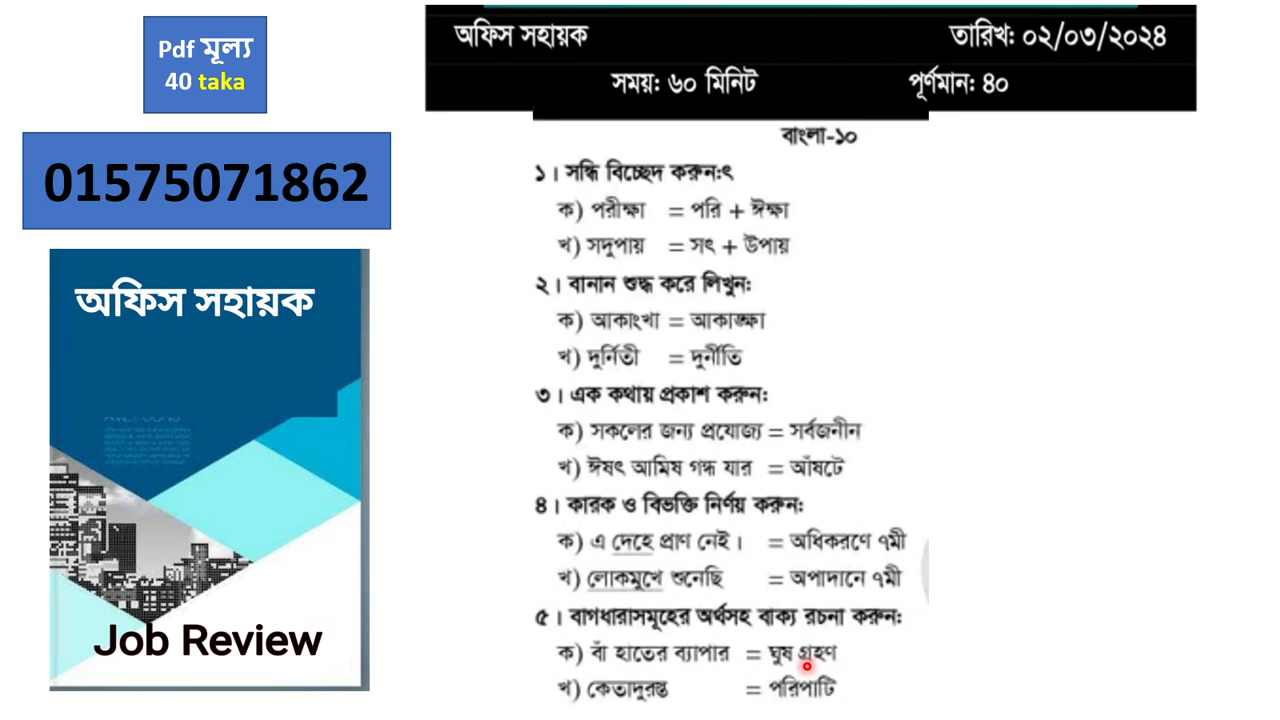 Pdf মূল্য
40 taka
01575071862
অফিস সহায়ক
Job Review
অফিস সহায়ক তারিখ: ০২/০৩/২০২৪
সময়: ৬০ মিনিট পূর্ণমান: ৪০
বাংলা-১০
১। সন্ধি বিচ্ছেদ করুন:ৎ
ক) পরীক্ষা = পরি + ঈক্ষা
খ) সদুপায় = সৎ + উপায়
২। বানান শুদ্ধ করে লিখুন:
ক) আকাংখা = আকাঙ্ক্ষা
খ) দুর্নিতী = দুর্নীতি
৩। এক কথায় প্রকাশ করুন:
ক) সকলের জন্য প্রযোজ্য = সর্বজনীন
খ) ঈষৎ আমিষ গন্ধ যার = আঁষটে
৪। কারক ও বিভক্তি নির্ণয় করুন:
ক) এ দেহে প্রাণ নেই। = অধিকরণে ৭মী
খ) লোকমুখে শুনেছি = অপাদানে ৭মী
৫। বাগধারাসমূহের অর্থসহ বাক্য রচনা করুন:
ক) বাঁ হাতের ব্যাপার = ঘুষ গ্রহণ
খ) কেতাদুরস্ত = পরিপাটি